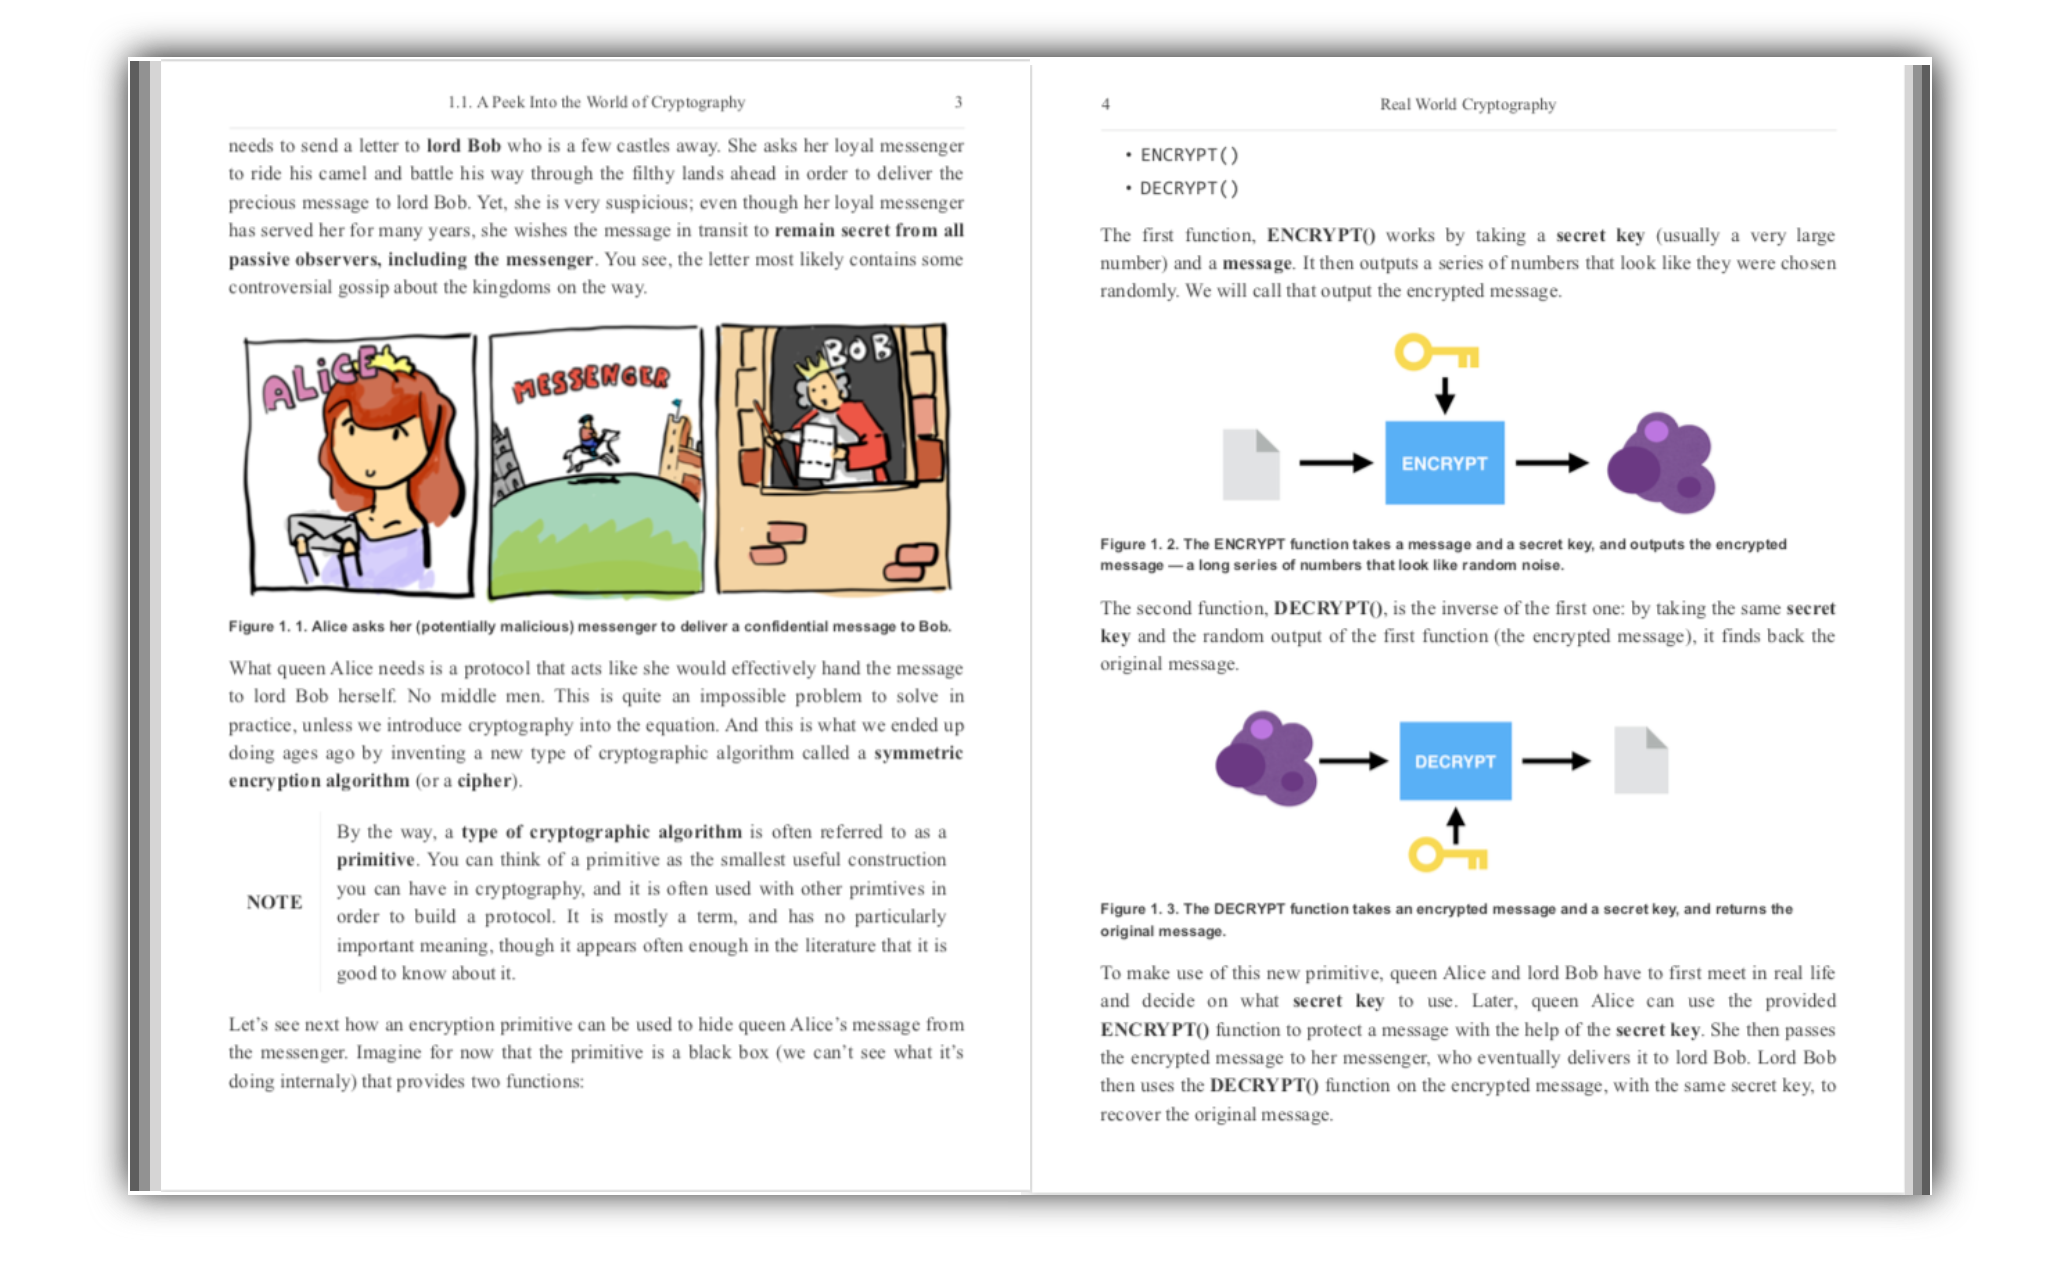 1.1. A Peek Into the World of Cryptography 3
needs to send a letter to lord Bob who is a few castles away. She asks her loyal messenger
to ride his camel and battle his way through the filthy lands ahead in order to deliver the
precious message to lord Bob. Yet, she is very suspicious; even though her loyal messenger
has served her for many years, she wishes the message in transit to remain secret from all
passive observers, including the messenger. You see, the letter most likely contains some
controversial gossip about the kingdoms on the way.
ALiCE
MESSENGER
BOB
Figure 1. 1. Alice asks her (potentially malicious) messenger to deliver a confidential message to Bob.
What queen Alice needs is a protocol that acts like she would effectively hand the message
to lord Bob herself. No middle men. This is quite an impossible problem to solve in
practice, unless we introduce cryptography into the equation. And this is what we ended up
doing ages ago by inventing a new type of cryptographic algorithm called a symmetric
encryption algorithm (or a cipher).
NOTE
By the way, a type of cryptographic algorithm is often referred to as a
primitive. You can think of a primitive as the smallest useful construction
you can have in cryptography, and it is often used with other primtives in
order to build a protocol. It is mostly a term, and has no particularly
important meaning, though it appears often enough in the literature that it is
good to know about it.
Let's see next how an encryption primitive can be used to hide queen Alice's message from
the messenger. Imagine for now that the primitive is a black box (we can't see what it's
doing internaly) that provides two functions:
4 Real World Cryptography
• ENCRYPT()
• DECRYPT()
The first function, ENCRYPT() works by taking a secret key (usually a very large
number) and a message. It then outputs a series of numbers that look like they were chosen
randomly. We will call that output the encrypted message.
ENCRYPT
Figure 1. 2. The ENCRYPT function takes a message and a secret key, and outputs the encrypted
message — a long series of numbers that look like random noise.
The second function, DECRYPT(), is the inverse of the first one: by taking the same secret
key and the random output of the first function (the encrypted message), it finds back the
original message.
DECRYPT
Figure 1. 3. The DECRYPT function takes an encrypted message and a secret key, and returns the
original message.
To make use of this new primitive, queen Alice and lord Bob have to first meet in real life
and decide on what secret key to use. Later, queen Alice can use the provided
ENCRYPT() function to protect a message with the help of the secret key. She then passes
the encrypted message to her messenger, who eventually delivers it to lord Bob. Lord Bob
then uses the DECRYPT() function on the encrypted message, with the same secret key, to
recover the original message.